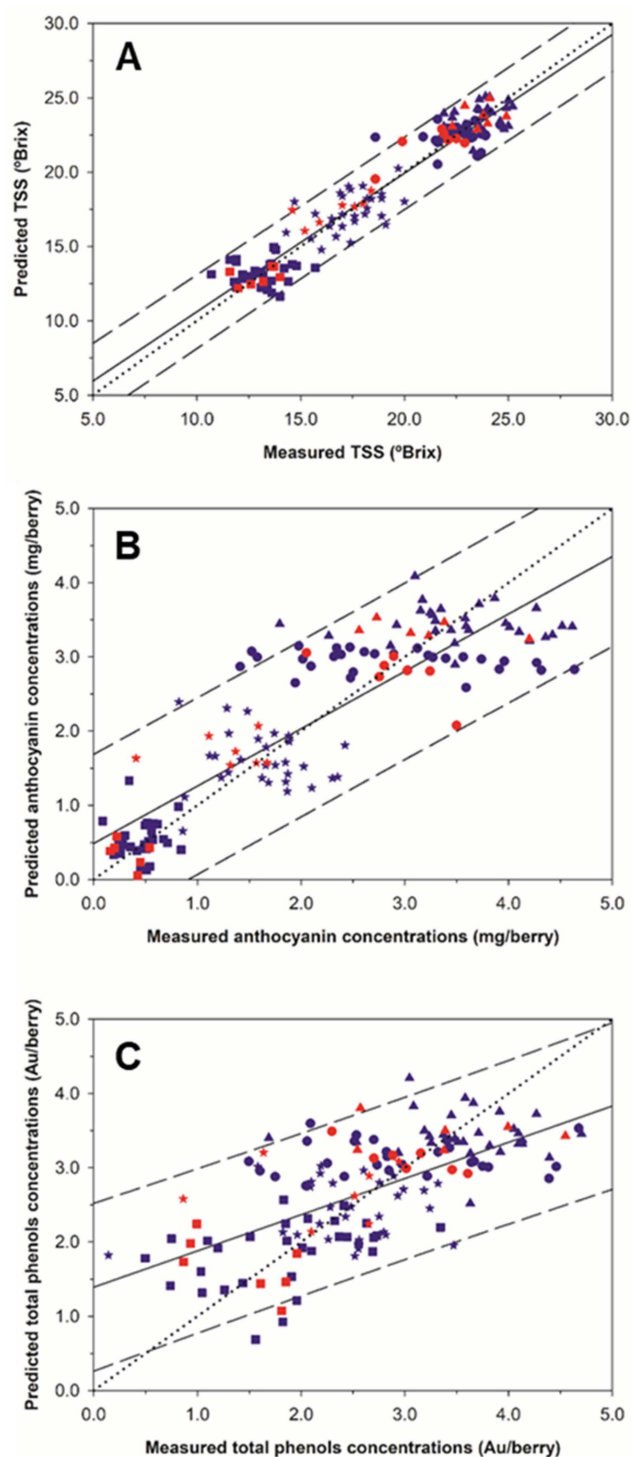 30.0
A
25.0
20.0
15.0
10.0
5.0
Predicted TSS (ºBrix)
5.0 10.0 15.0 20.0 25.0 30.0
Measured TSS (ºBrix)
5.0
B
4.0
3.0
2.0
1.0
0.0
Predicted anthocyanin concentrations (mg/berry)
0.0 1.0 2.0 3.0 4.0 5.0
Measured anthocyanin concentrations (mg/berry)
5.0
C
4.0
3.0
2.0
1.0
0.0
Predicted total phenols concentrations (Au/berry)
0.0 1.0 2.0 3.0 4.0 5.0
Measured total phenols concentrations (Au/berry)